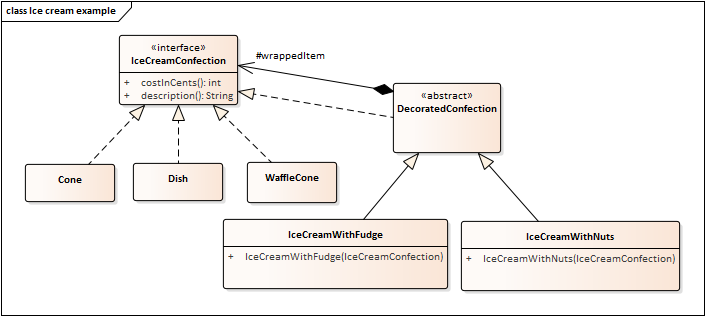 class Ice cream example
«interface»
IceCreamConfection
+ costInCents(): int
+ description(): String
#wrappedItem
«abstract»
DecoratedConfection
Cone
Dish
WaffleCone
IceCreamWithFudge
+ IceCreamWithFudge(IceCreamConfection)
IceCreamWithNuts
+ IceCreamWithNuts(IceCreamConfection)